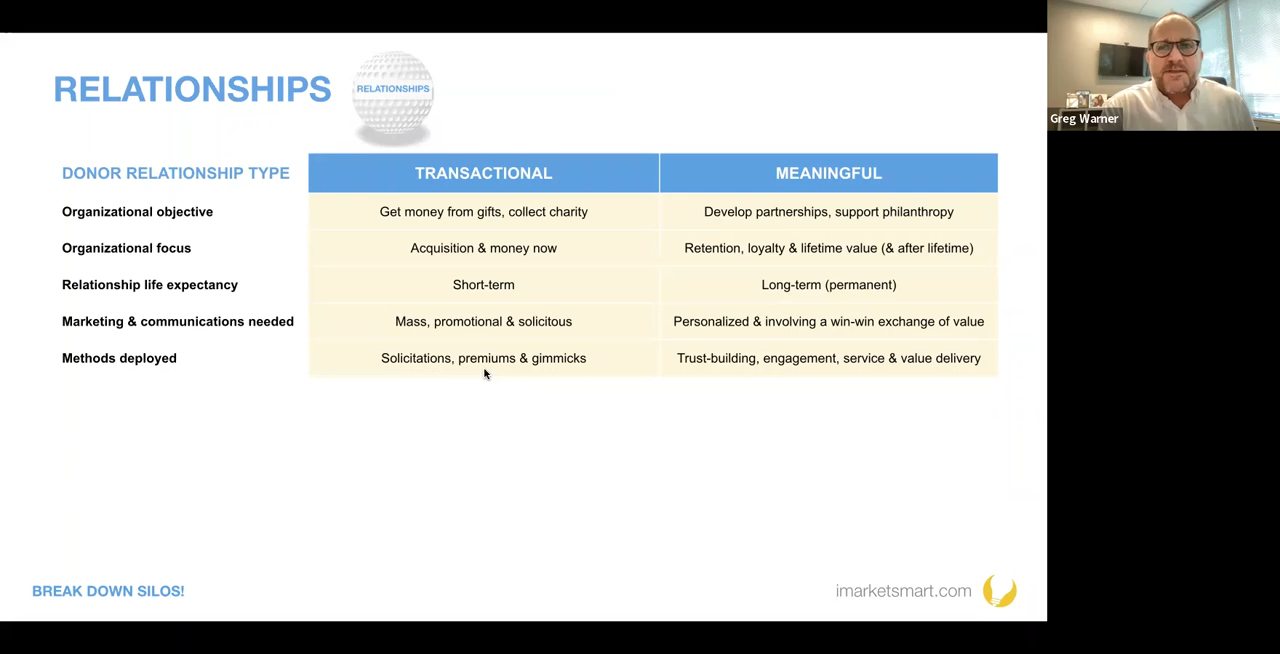 RELATIONSHIPS
RELATIONSHIPS
Greg Warner
DONOR RELATIONSHIP TYPE TRANSACTIONAL MEANINGFUL
Organizational objective Get money from gifts, collect charity Develop partnerships, support philanthropy
Organizational focus Acquisition & money now Retention, loyalty & lifetime value (& after lifetime)
Relationship life expectancy Short-term Long-term (permanent)
Marketing & communications needed Mass, promotional & solicitous Personalized & involving a win-win exchange of value
Methods deployed Solicitations, premiums & gimmicks Trust-building, engagement, service & value delivery
BREAK DOWN SILOS!
imarketsmart.com